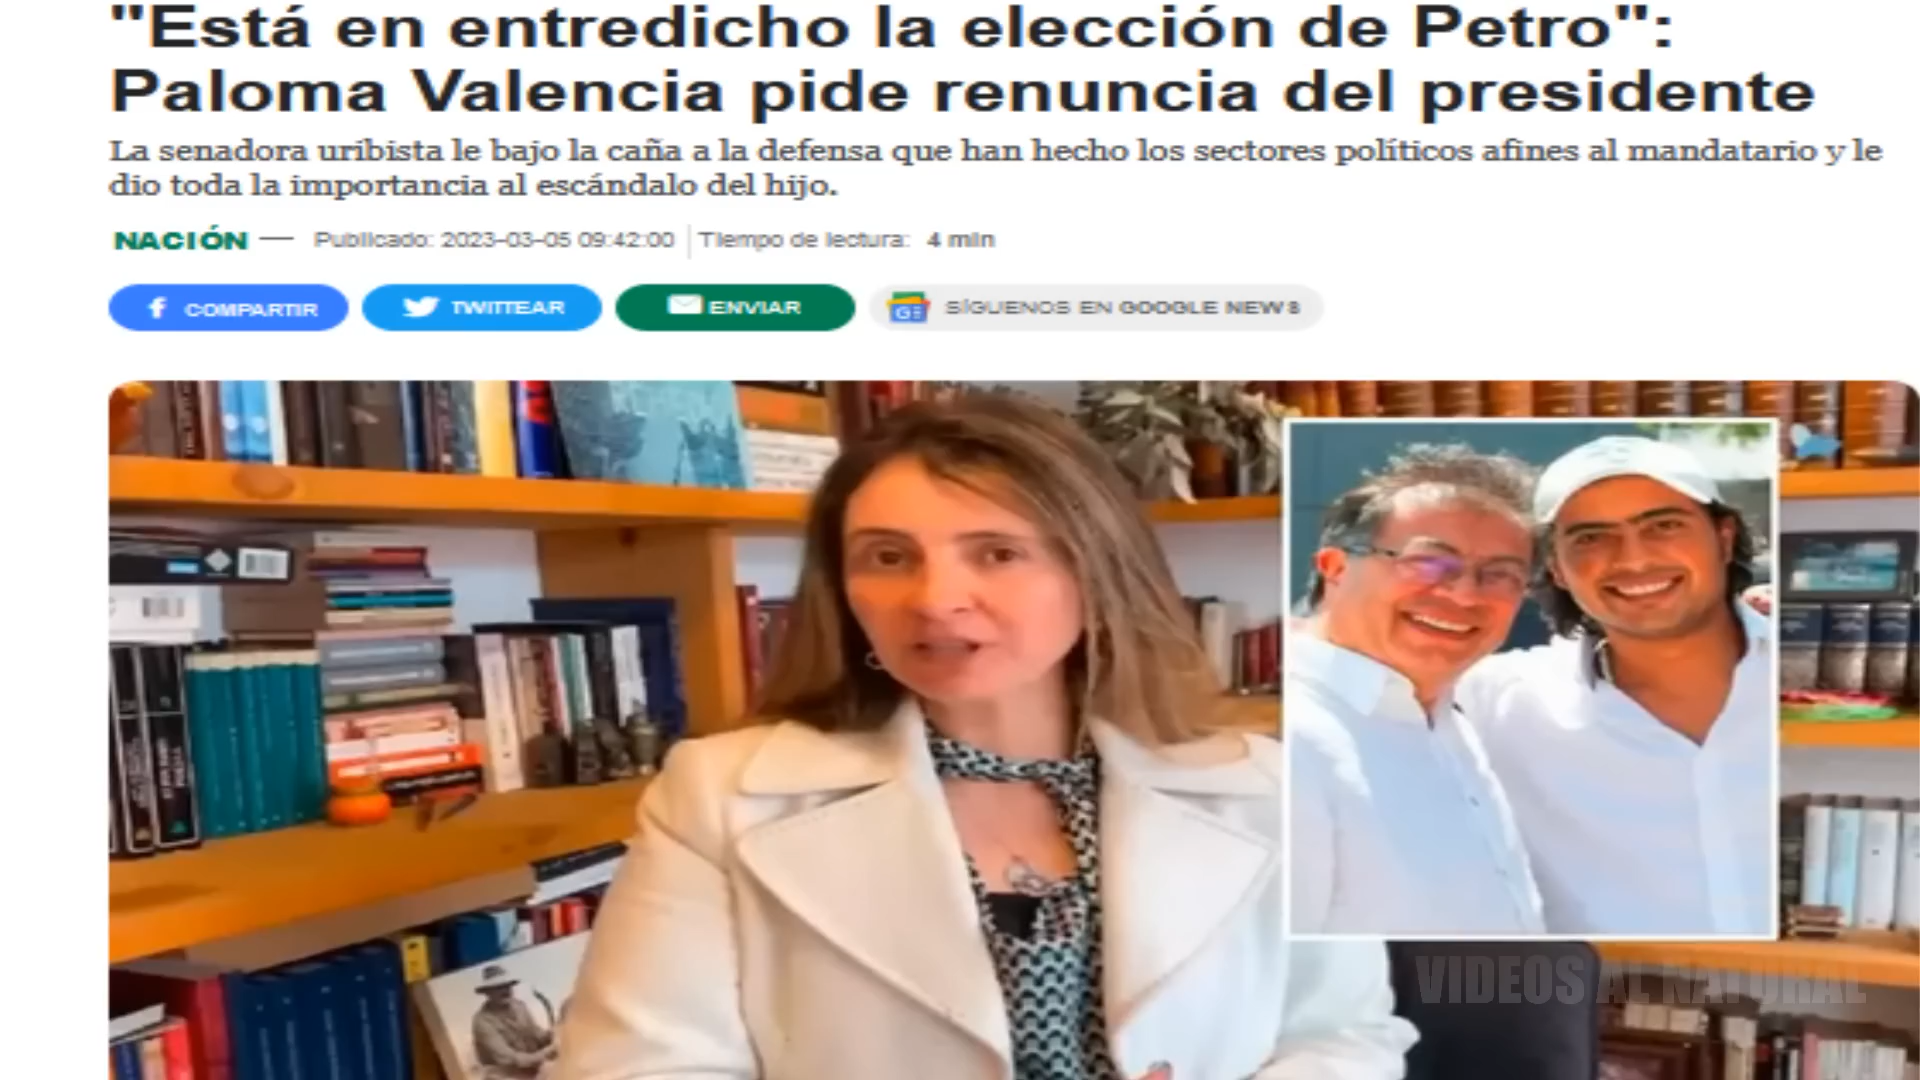 "Está en entredicho la elección de Petro":
Paloma Valencia pide renuncia del presidente
La senadora uribista le bajo la caña a la defensa que han hecho los sectores políticos afines al mandatario y le
dio toda la importancia al escándalo del hijo.
NACIÓN — Publicado: 2023-03-05 09:42:00 | Tiempo de lectura: 4 min
COMPARTIR TWITTEAR ENVIAR SÍGUENOS EN GOOGLE NEWS
VIDEOS AL NATURAL